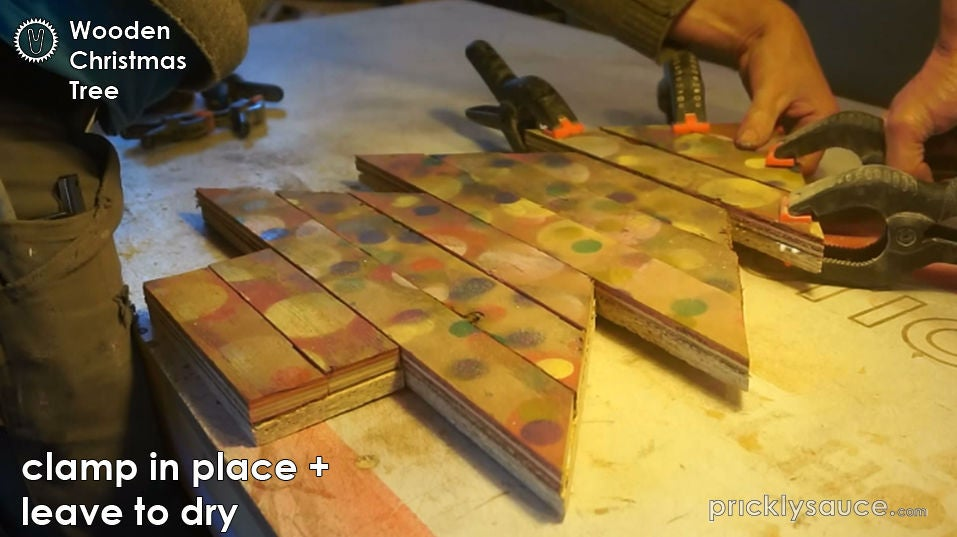 Wooden
Christmas
Tree
clamp in place +
leave to dry
pricklysauce.com